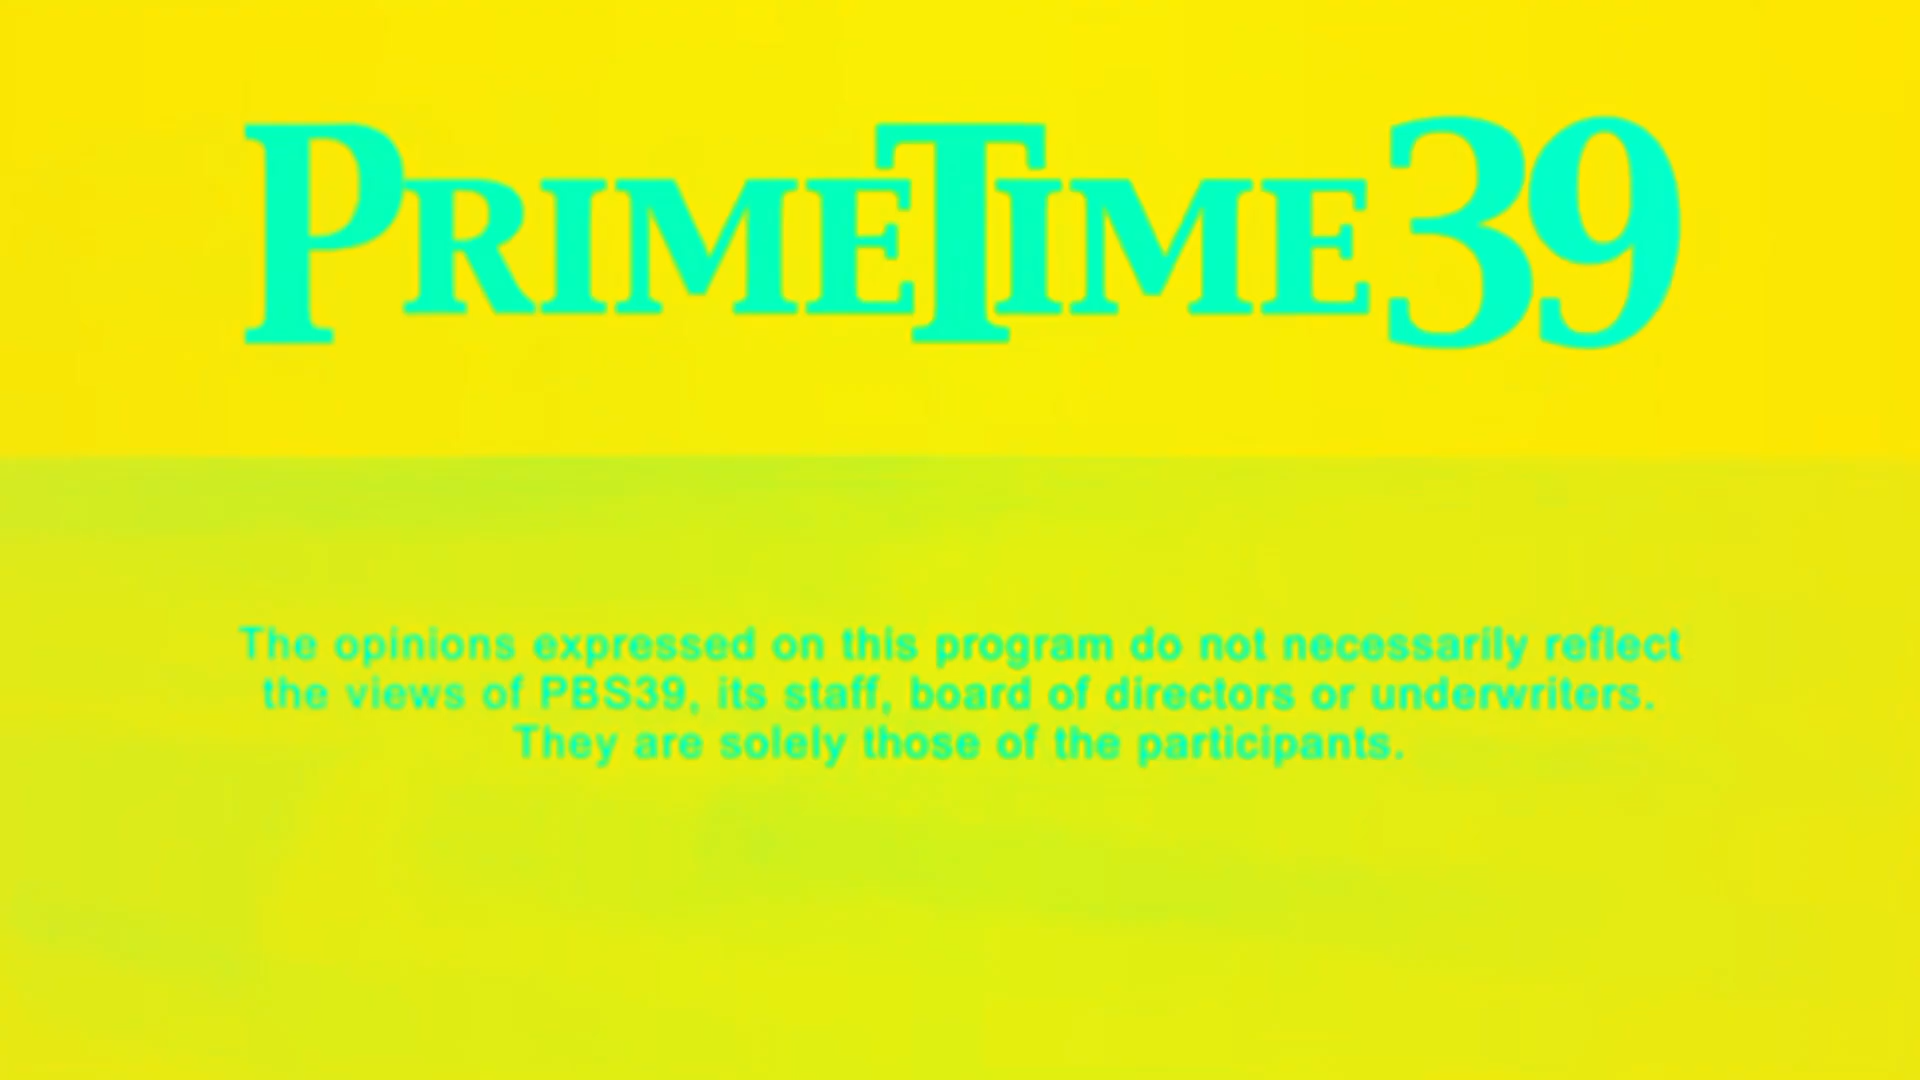 PRIMETIME39
The opinions expressed on this program do not necessarily reflect
the views of PBS39, its staff, board of directors or underwriters.
They are solely those of the participants.